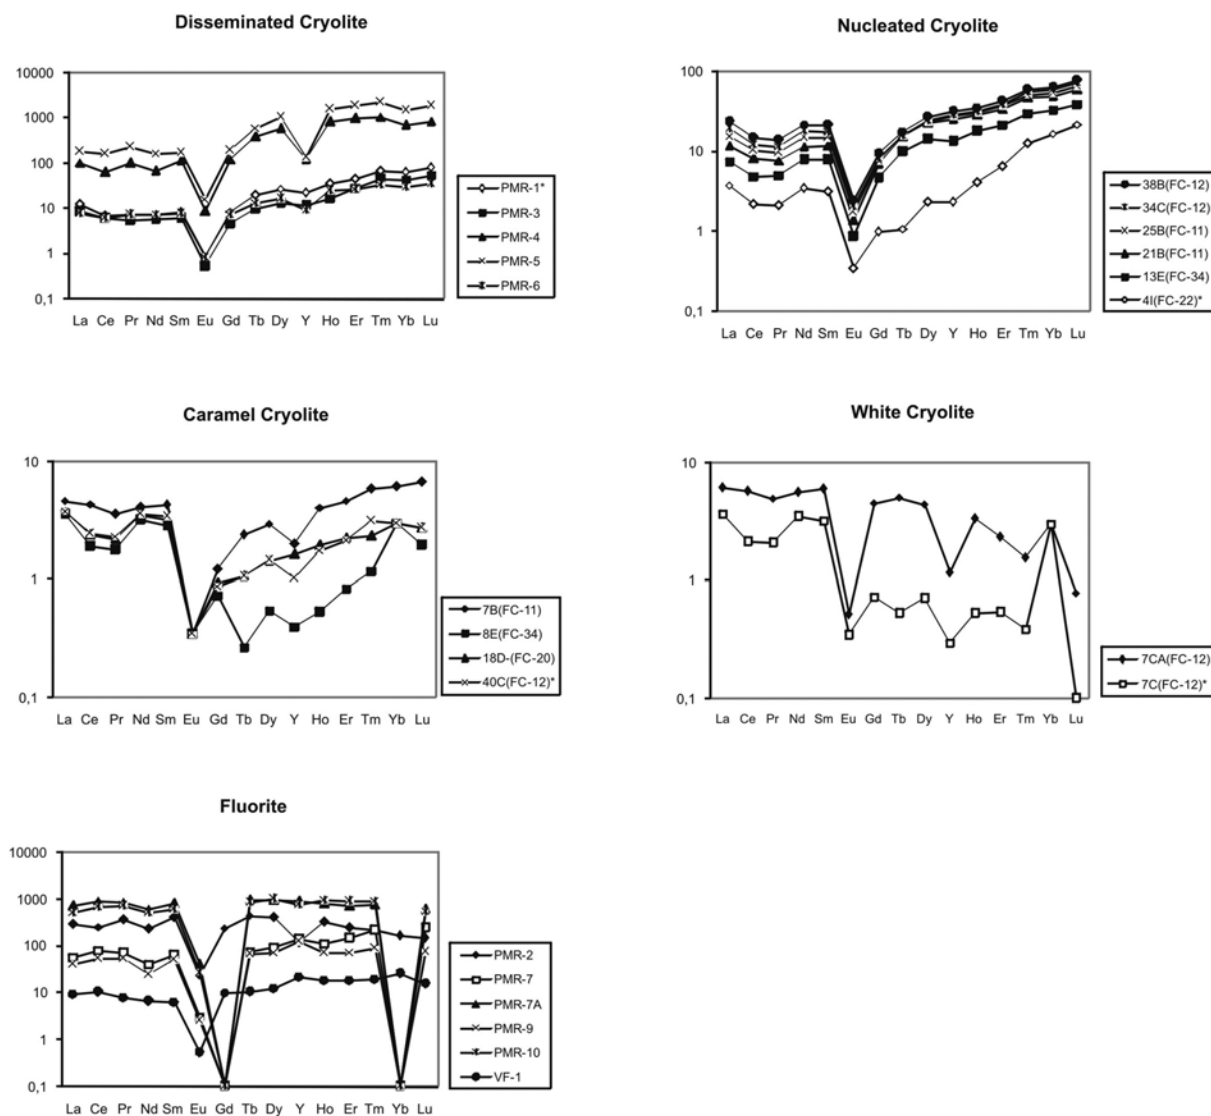 Disseminated Cryolite
10000
1000
100
10
1
0,1
La Ce Pr Nd Sm Eu Gd Tb Dy Y Ho Er Tm Yb Lu
PMR-1*
PMR-3
PMR-4
PMR-5
PMR-6
Nucleated Cryolite
100
10
1
0,1
La Ce Pr Nd Sm Eu Gd Tb Dy Y Ho Er Tm Yb Lu
38B(FC-12)
34C(FC-12)
25B(FC-11)
21B(FC-11)
13E(FC-34)
4I(FC-22)*
Caramel Cryolite
10
1
0,1
La Ce Pr Nd Sm Eu Gd Tb Dy Y Ho Er Tm Yb Lu
7B(FC-11)
8E(FC-34)
18D-(FC-20)
40C(FC-12)*
White Cryolite
10
1
0,1
La Ce Pr Nd Sm Eu Gd Tb Dy Y Ho Er Tm Yb Lu
7CA(FC-12)
7C(FC-12)*
Fluorite
10000
1000
100
10
1
0,1
La Ce Pr Nd Sm Eu Gd Tb Dy Y Ho Er Tm Yb Lu
PMR-2
PMR-7
PMR-7A
PMR-9
PMR-10
VF-1